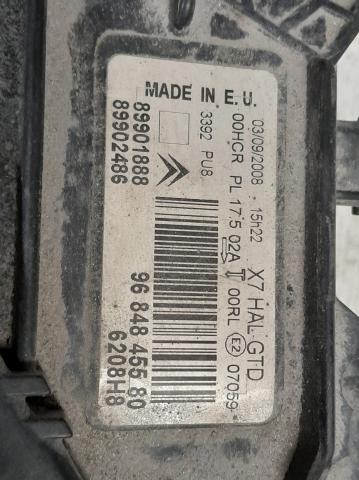 MADE IN E.U.
03/09/2008 - 15h22 X7 HAL GTD
00HCR PL 17.5 02A 00RL E2 07059
3392 PU8
89901888
89902486
96 848 455 80
6208H8